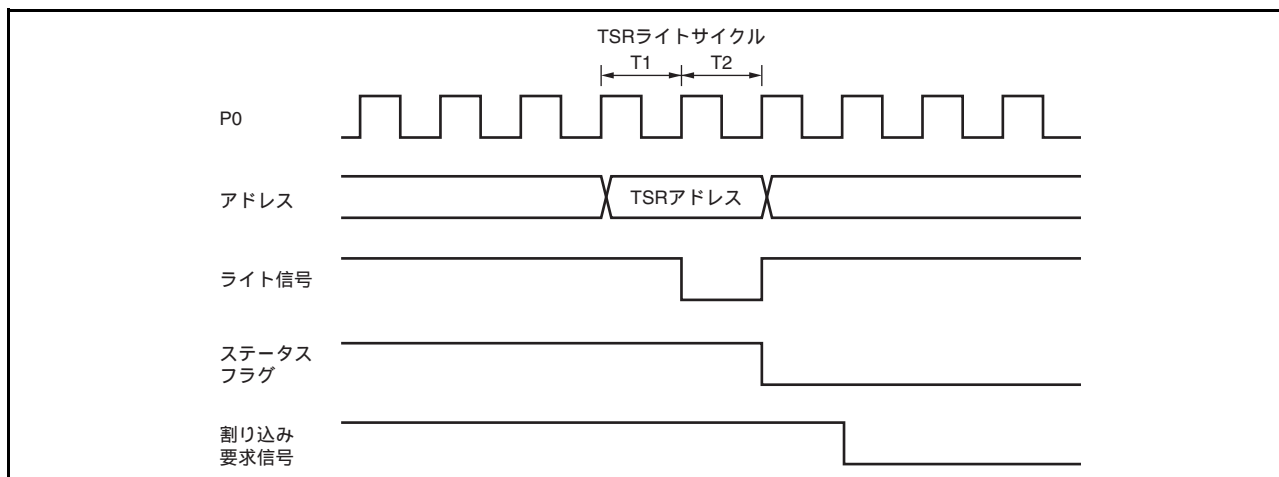 TSRライトサイクル
T1 T2
P0
アドレス
TSRアドレス
ライト信号
ステータス
フラグ
割り込み
要求信号